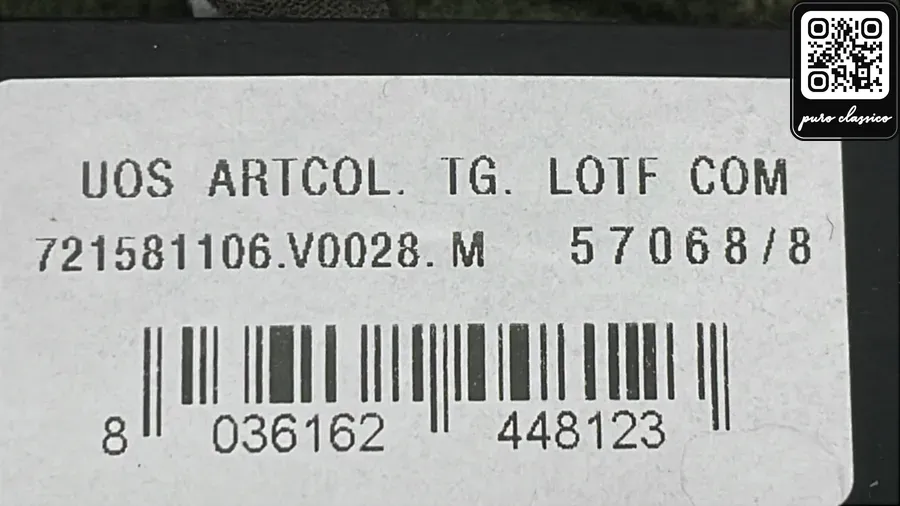 puro classico
UOS ARTCOL. TG. LOTF COM
721581106.V0028. M 57068/8
8 036162 448123